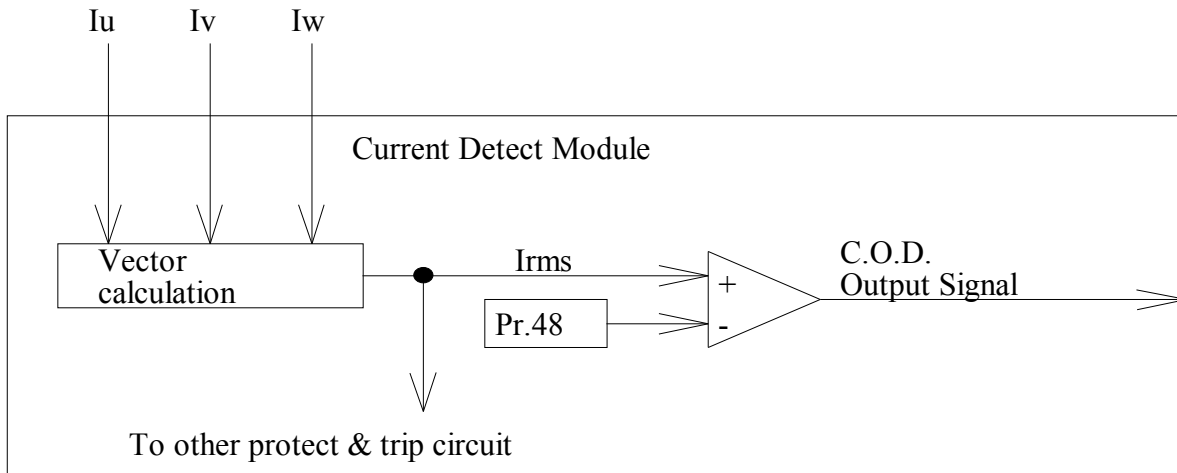 Iu Iv Iw
Current Detect Module
Vector
calculation
Irms
+
Pr.48
-
C.O.D.
Output Signal
To other protect & trip circuit